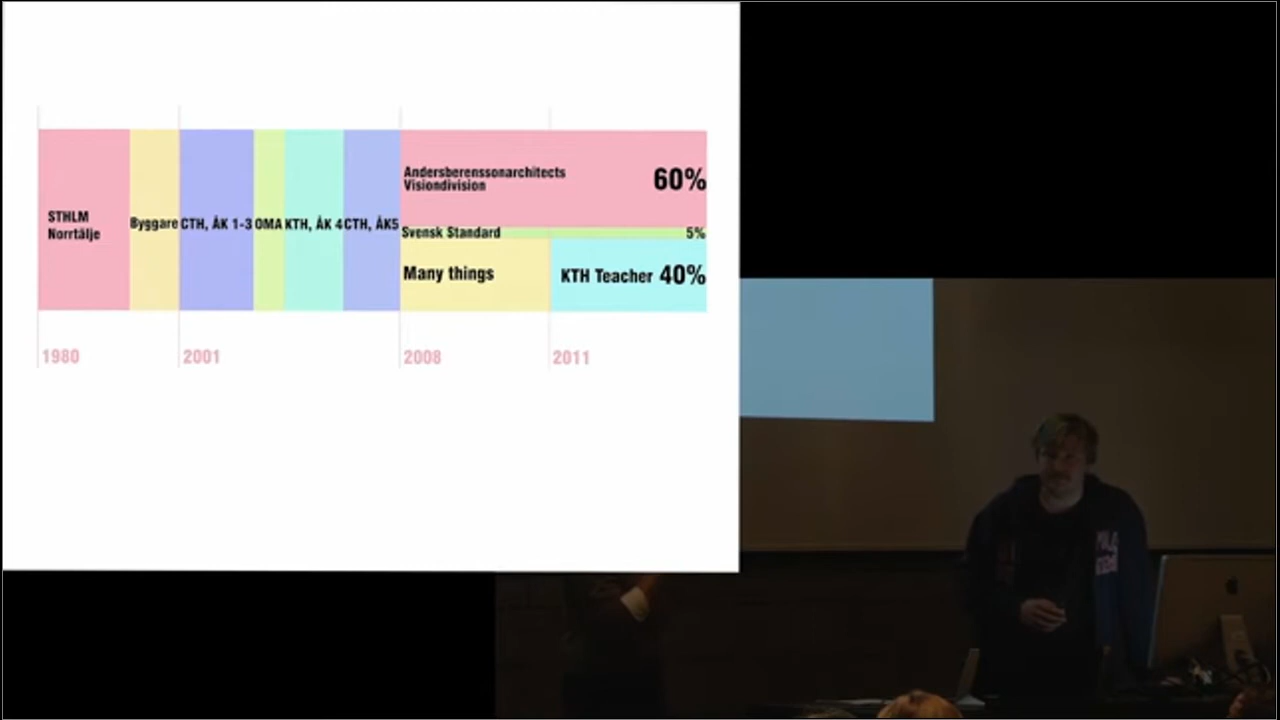 Andersberenssonarchitects
Visiondivision
60%
STHLM
Norrtälje
Byggare
CTH, ÅK 1-3
OMA
KTH, ÅK 4
CTH, ÅK5
Svensk Standard
5%
Many things
KTH Teacher 40%
1980
2001
2008
2011